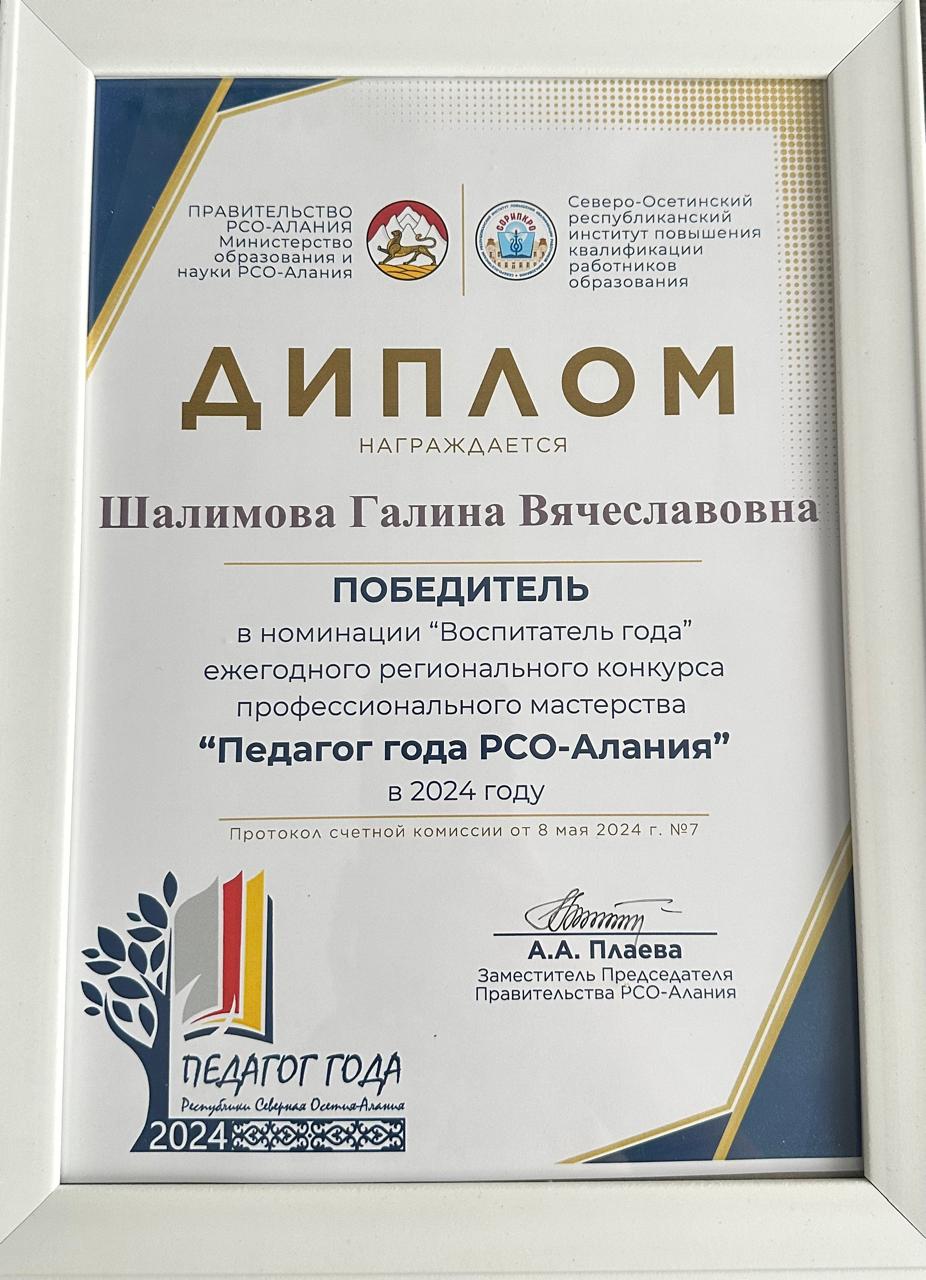 ПРАВИТЕЛЬСТВО
РСО-АЛАНИЯ
Министерство
образования и
науки РСО-Алания
СОРИПКРО
Северо-Осетинский
республиканский
институт повышения
квалификации
работников
образования
ДИПЛОМ
НАГРАЖДАЕТСЯ
Шалимова Галина Вячеславовна
ПОБЕДИТЕЛЬ
в номинации “Воспитатель года”
ежегодного регионального конкурса
профессионального мастерства
“Педагог года РСО-Алания”
в 2024 году
Протокол счетной комиссии от 8 мая 2024 г. №7
А.А. Плаева
Заместитель Председателя
Правительства РСО-Алания
ПЕДАГОГ ГОДА
Республики Северная Осетия-Алания
2024